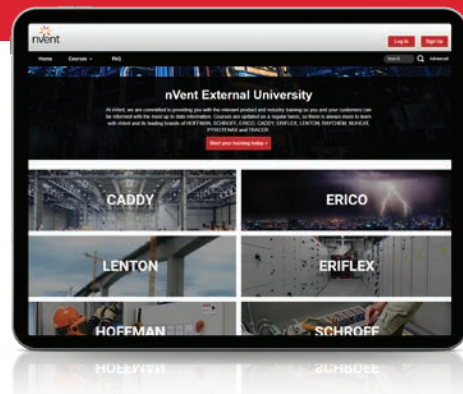 nvent
Log In
Sign Up
Home
Courses
FAQ
Search
Advanced
nVent External University
At nVent, we are committed to providing you with the relevant product and industry training so you and your customers can
be informed with the most up to date information. Courses are updated on a regular basis, so there is always more to learn
with nVent and its leading brands of HOFFMAN, SCHROFF, ERICO, CADDY, ERIFLEX, LENTON, RAYCHEM, NUHEAT,
PYROTENAX and TRACER.
Start your training today »
CADDY
ERICO
LENTON
ERIFLEX
HOFFMAN
SCHROFF